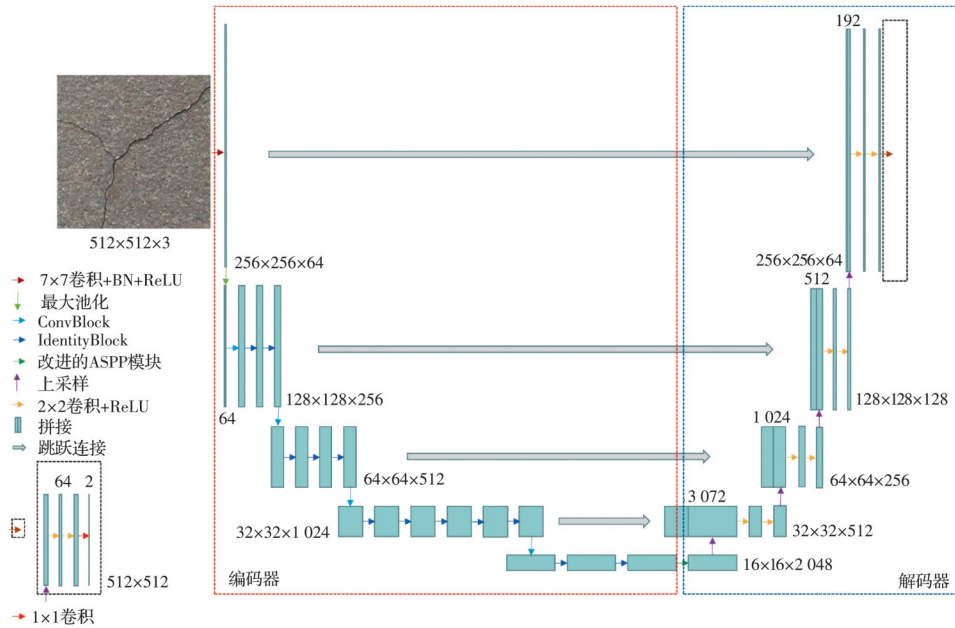 192
512×512×3
7×7卷积+BN+ReLU
最大池化
ConvBlock
IdentityBlock
改进的ASPP模块
上采样
2×2卷积+ReLU
拼接
跳跃连接
64 2
512×512
1×1卷积
256×256×64
64
128×128×256
64×64×512
32×32×1 024
编码器
256×256×64
512
128×128×128
1 024
64×64×256
3 072
32×32×512
16×16×2 048
解码器